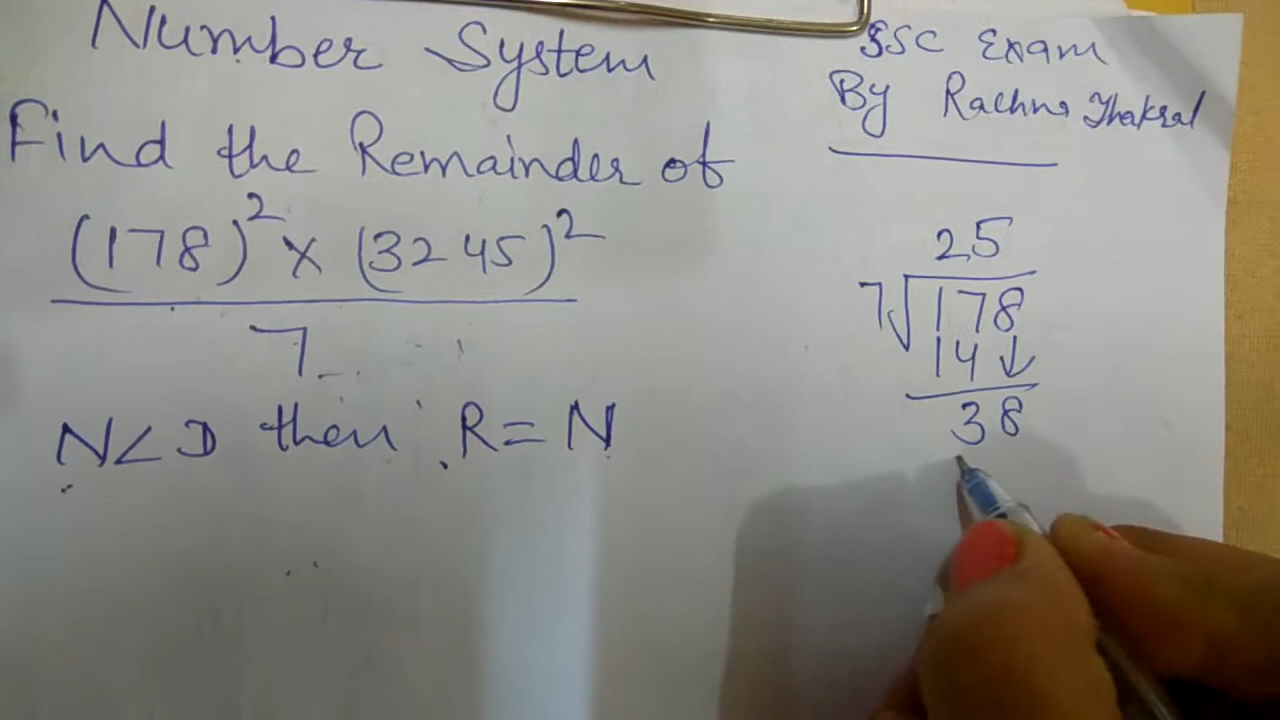 Number System
SSC Exam
By Rachna Thakral
Find the Remainder of
(178)² × (3245)²
7
N<D then R=N
25
7√178
14↓
38